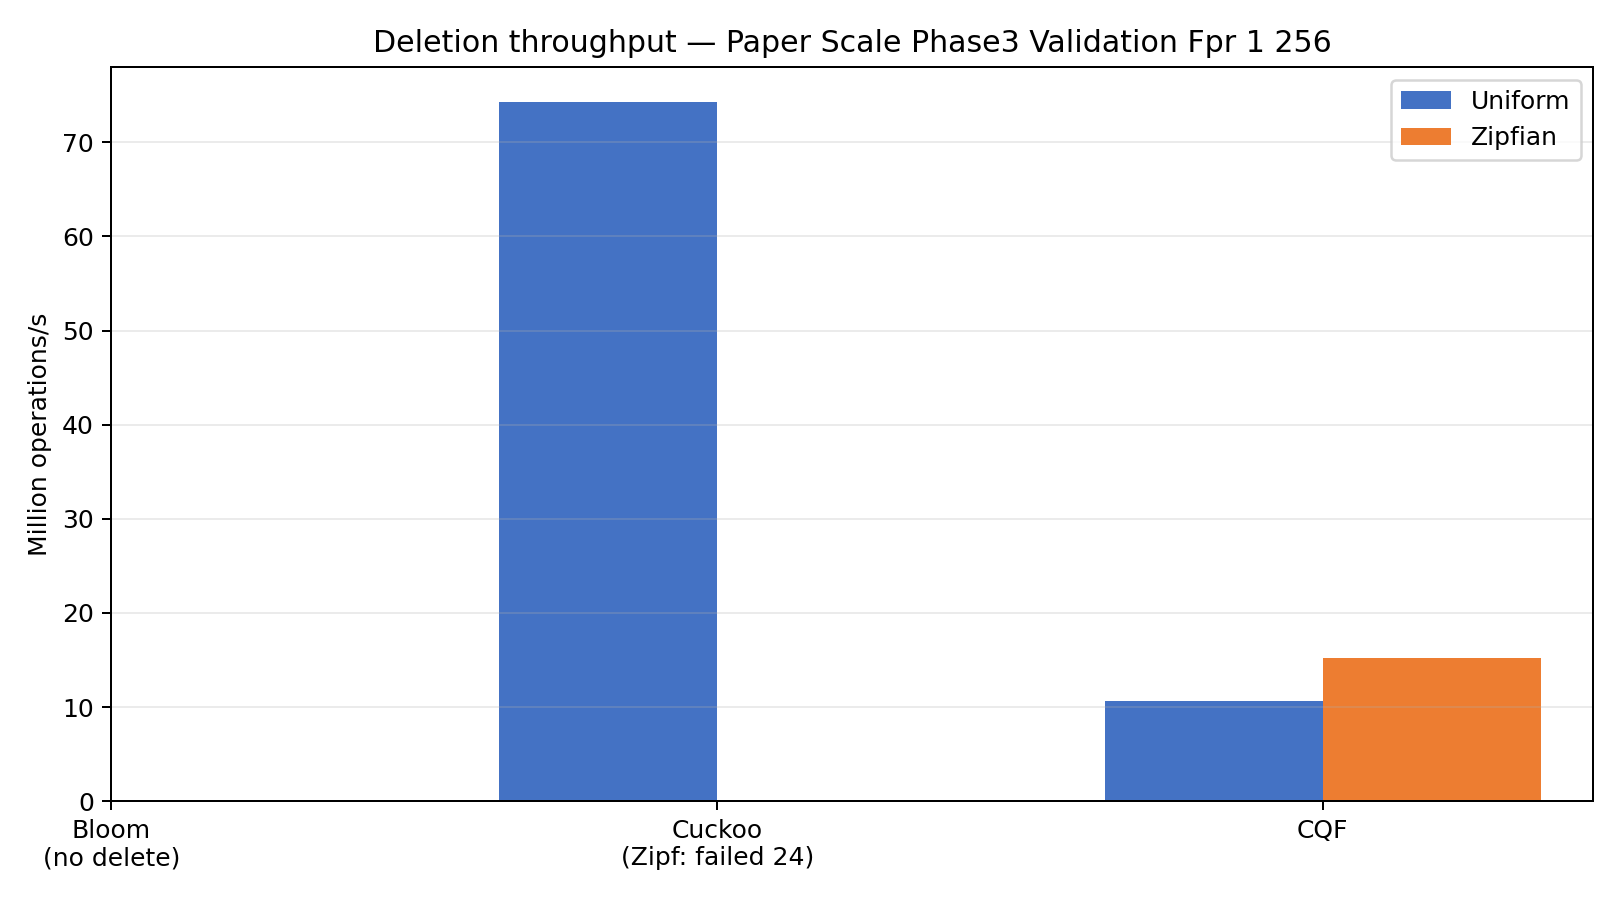 Deletion throughput — Paper Scale Phase3 Validation Fpr 1 256
Uniform
Zipfian
Million operations/s
70
60
50
40
30
20
10
0
Bloom
(no delete)
Cuckoo
(Zipf: failed 24)
CQF